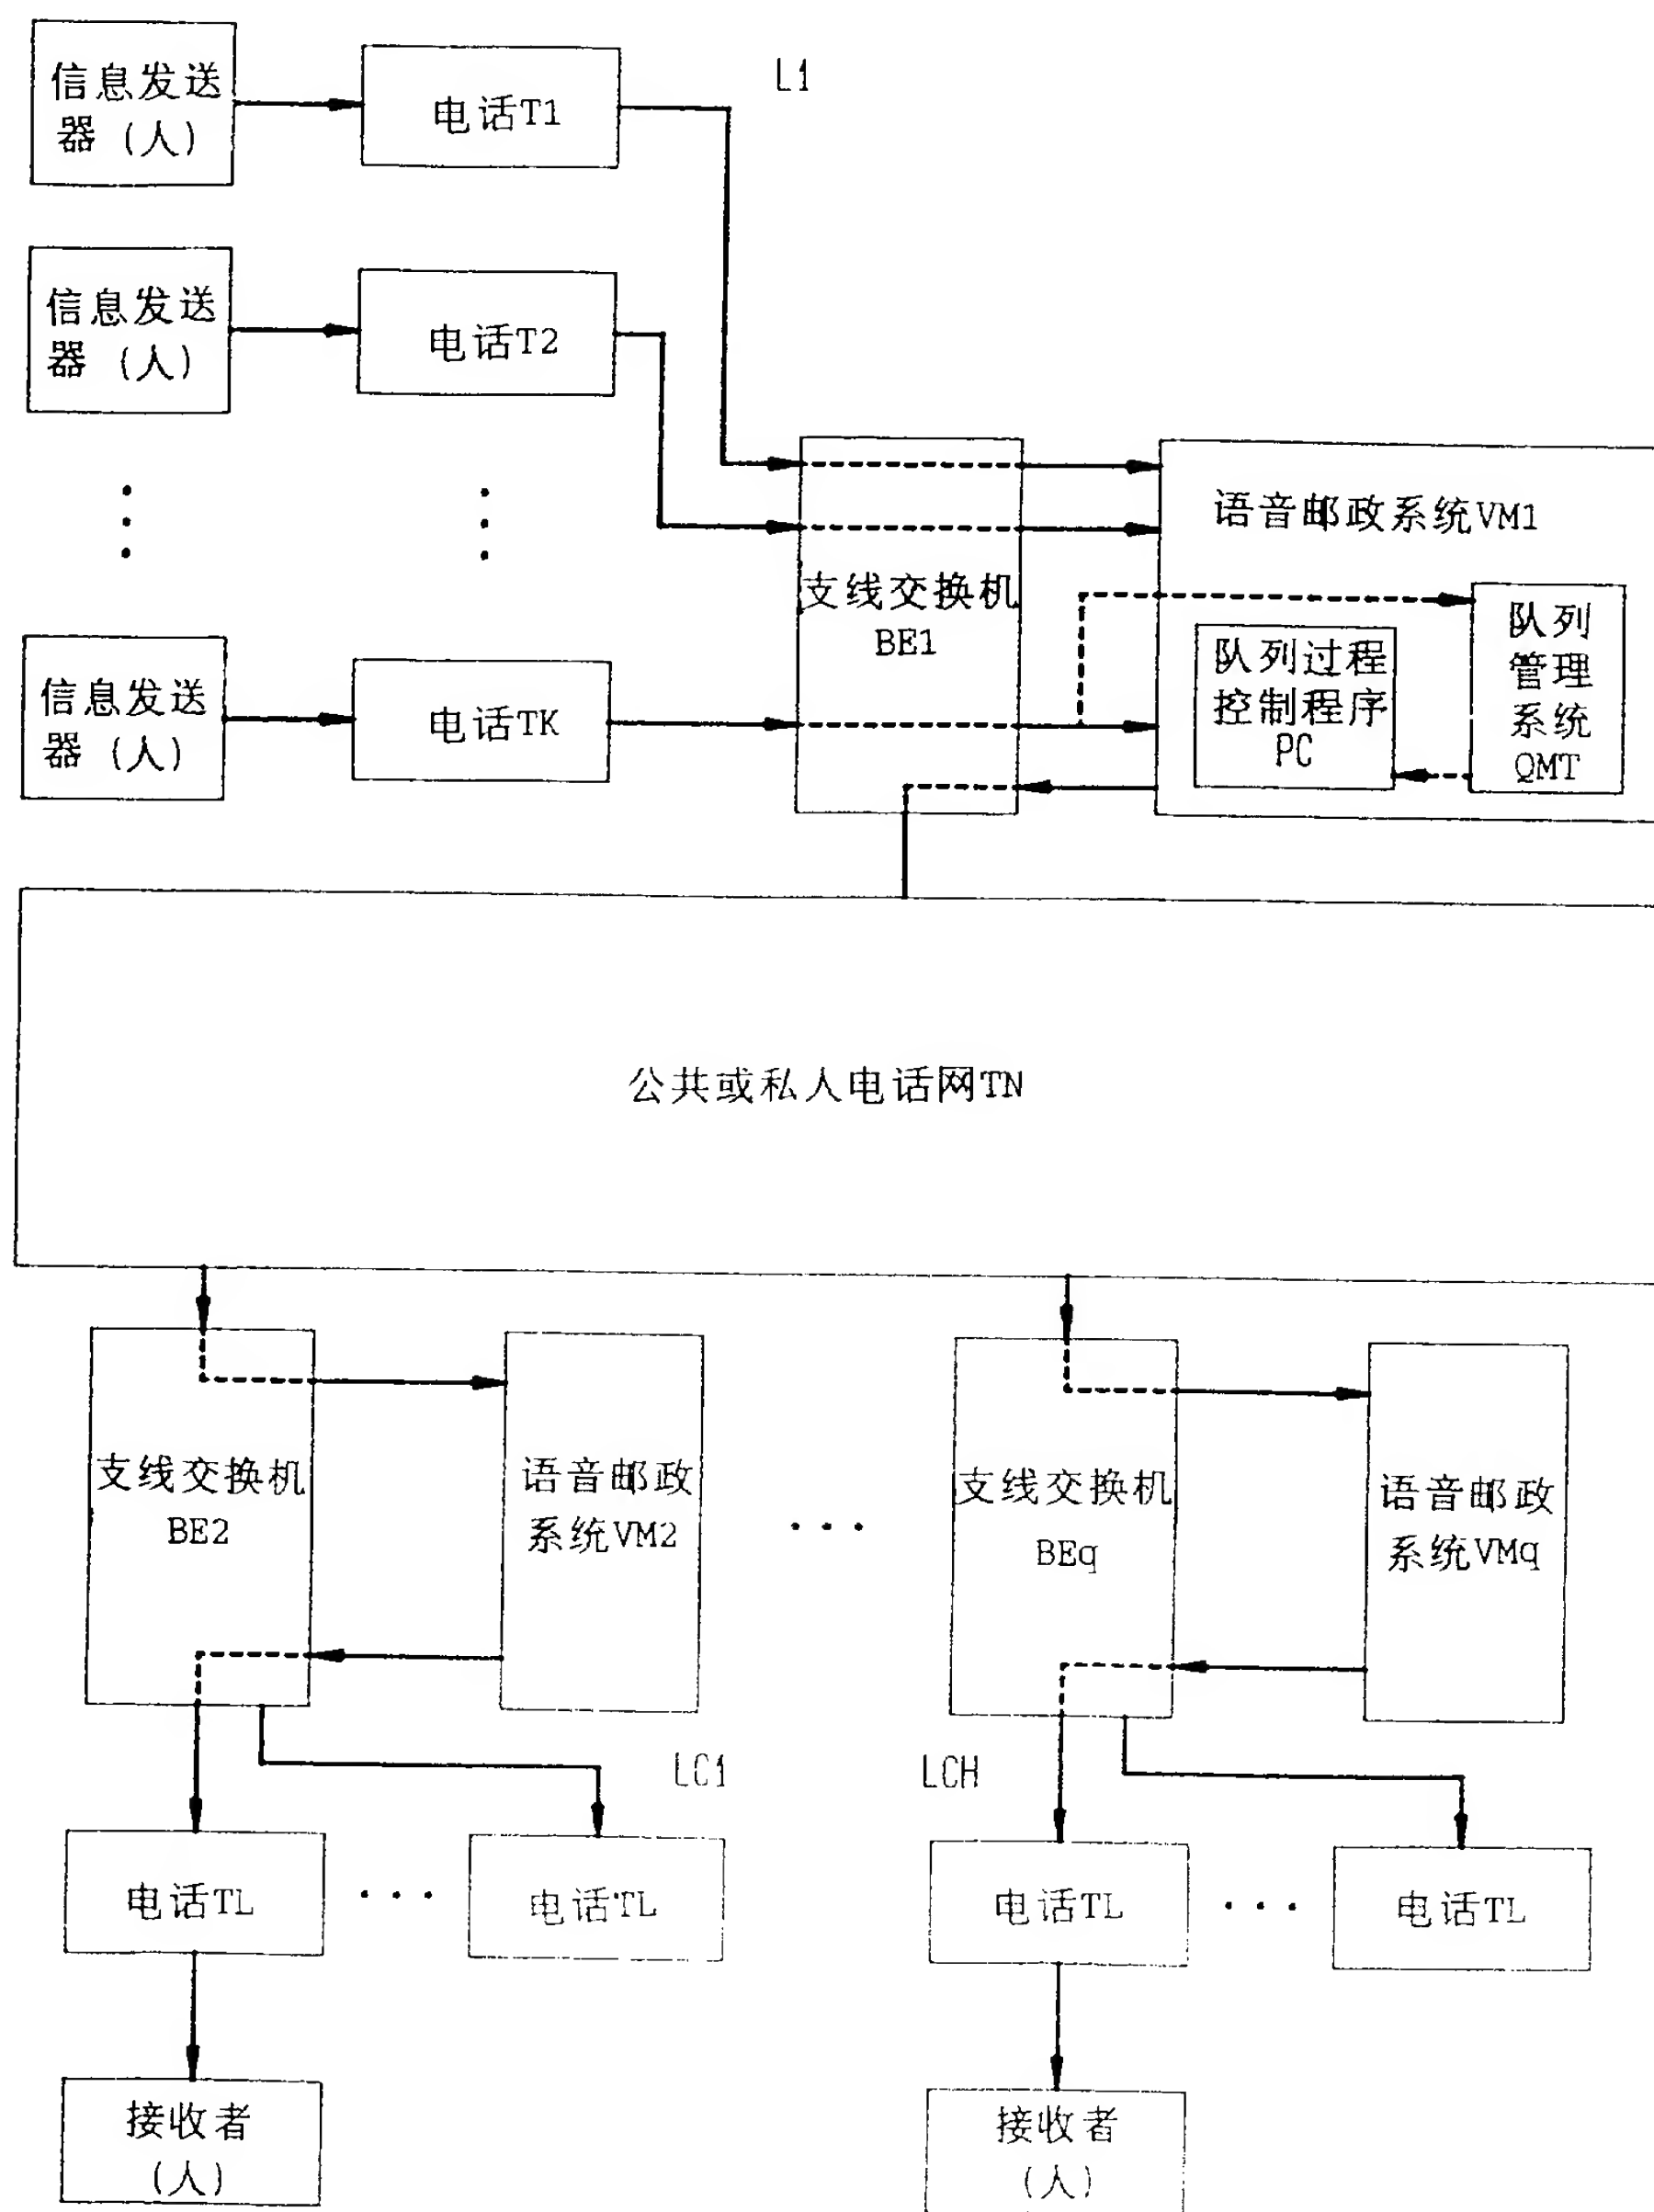 信息发送
器 (人)
电话T1
L1
信息发送
器 (人)
电话T2
语音邮政系统VM1
支线交换机
BE1
队列过程
控制程序
PC
队列
管理
系统
QMT
信息发送
器 (人)
电话TK
公共或私人电话网TN
支线交换机
BE2
语音邮政
系统VM2
支线交换机
BEq
语音邮政
系统VMq
LC1
LCH
电话TL
电话TL
电话TL
电话TL
接收者
(人)
接收者
(人)